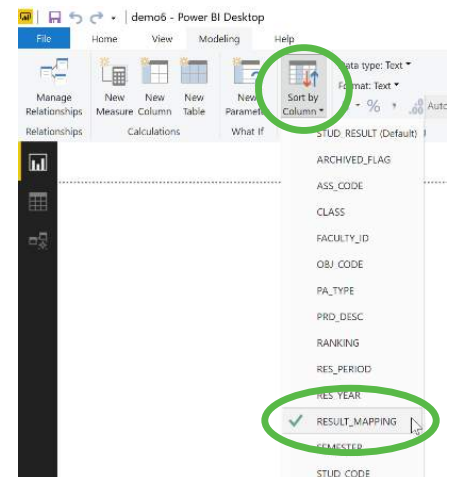 demo6 - Power BI Desktop
File Home View Modeling Help
Manage Relationships
New Measure
New Column
New Table
New
Sort by Column
Data type: Text
Format: Text
% , .00 Auto
Relationships Calculations What If
STUD_RESULT (Default)
ARCHIVED_FLAG
ASS_CODE
CLASS
FACULTY_ID
OBJ_CODE
PA_TYPE
PRD_DESC
RANKING
RES_PERIOD
RES_YEAR
RESULT_MAPPING
SEMESTER
STUD_CODE